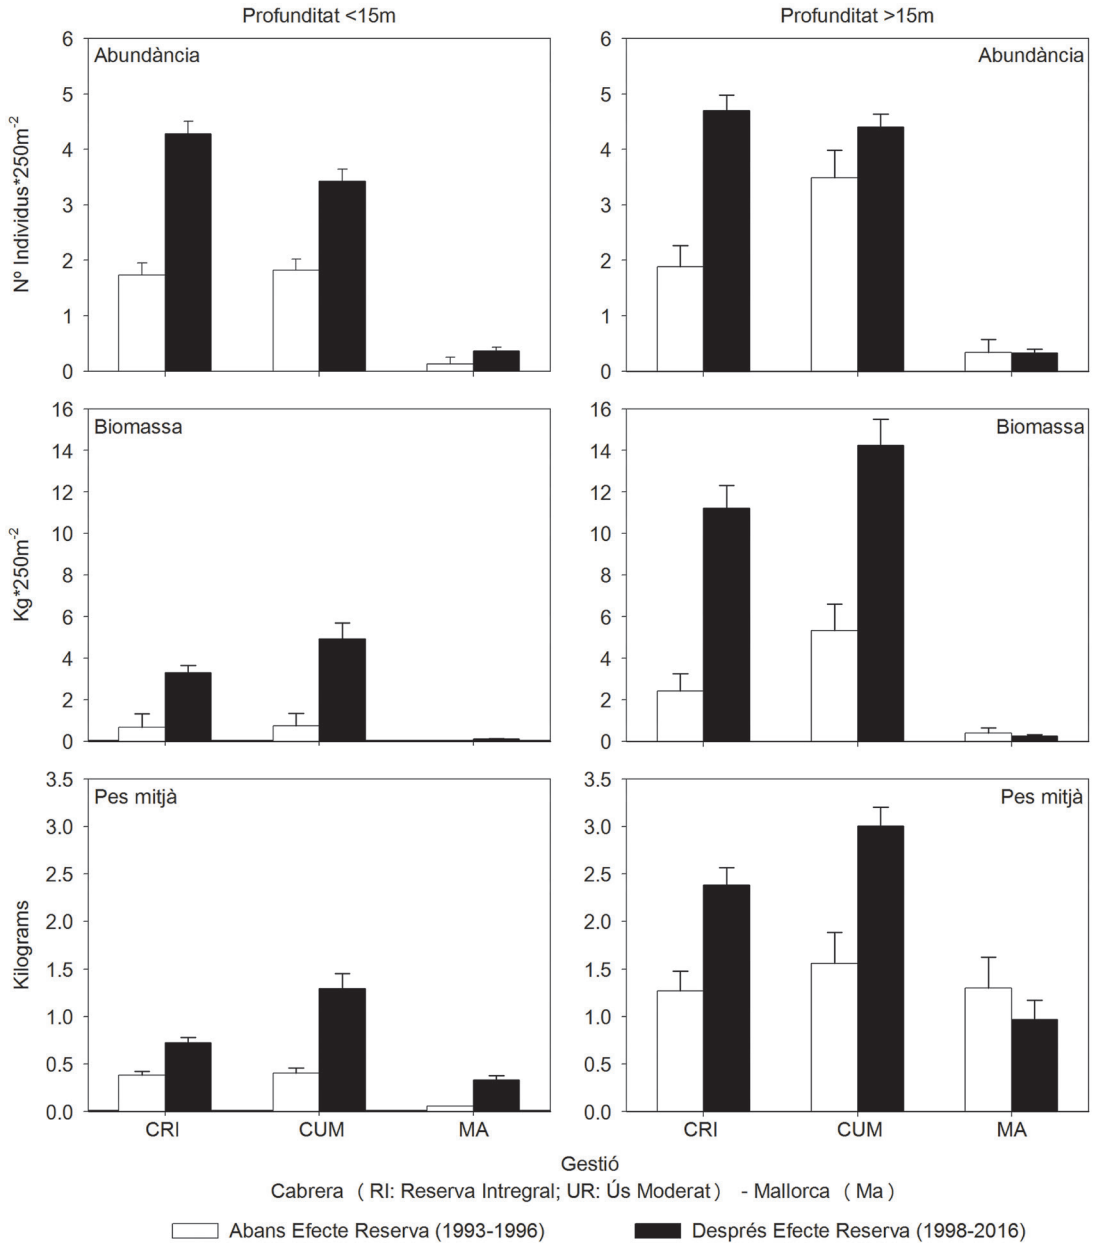 Profunditat <15m
Profunditat >15m
Abundància
Abundància
Nº Individus*250m-2
6
5
4
3
2
1
0
6
5
4
3
2
1
0
Biomassa
Biomassa
Kg*250m-2
16
14
12
10
8
6
4
2
0
16
14
12
10
8
6
4
2
0
Pes mitjà
Pes mitjà
Kilograms
3.5
3.0
2.5
2.0
1.5
1.0
0.5
0.0
3.5
3.0
2.5
2.0
1.5
1.0
0.5
0.0
CRI CUM MA
CRI CUM MA
Gestió
Cabrera ( RI: Reserva Intregral; UR: Ús Moderat ) - Mallorca ( Ma )
Abans Efecte Reserva (1993-1996)
Després Efecte Reserva (1998-2016)